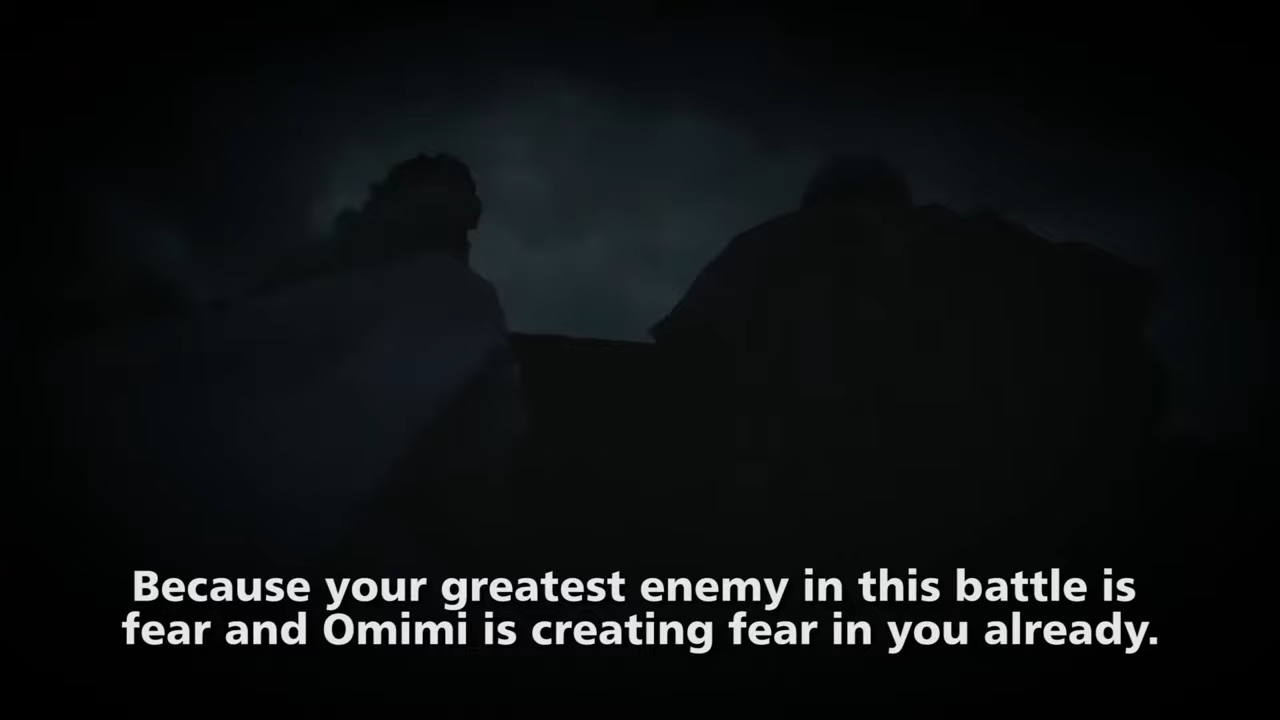 Because your greatest enemy in this battle is
fear and Omimi is creating fear in you already.